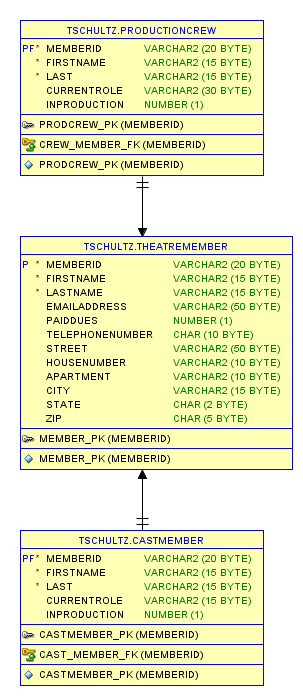 TSCHULTZ.PRODUCTIONCREW
PF* MEMBERID VARCHAR2 (20 BYTE)
* FIRSTNAME VARCHAR2 (15 BYTE)
* LAST VARCHAR2 (15 BYTE)
CURRENTROLE VARCHAR2 (30 BYTE)
INPRODUCTION NUMBER (1)
PRODCREW_PK (MEMBERID)
CREW_MEMBER_FK (MEMBERID)
PRODCREW_PK (MEMBERID)
TSCHULTZ.THEATREMEMBER
P * MEMBERID VARCHAR2 (20 BYTE)
* FIRSTNAME VARCHAR2 (15 BYTE)
* LASTNAME VARCHAR2 (15 BYTE)
EMAILADDRESS VARCHAR2 (50 BYTE)
PAIDDUES NUMBER (1)
TELEPHONENUMBER CHAR (10 BYTE)
STREET VARCHAR2 (50 BYTE)
HOUSENUMBER VARCHAR2 (10 BYTE)
APARTMENT VARCHAR2 (10 BYTE)
CITY VARCHAR2 (15 BYTE)
STATE CHAR (2 BYTE)
ZIP CHAR (5 BYTE)
MEMBER_PK (MEMBERID)
MEMBER_PK (MEMBERID)
TSCHULTZ.CASTMEMBER
PF* MEMBERID VARCHAR2 (20 BYTE)
* FIRSTNAME VARCHAR2 (15 BYTE)
* LAST VARCHAR2 (15 BYTE)
CURRENTROLE VARCHAR2 (15 BYTE)
INPRODUCTION NUMBER (1)
CASTMEMBER_PK (MEMBERID)
CAST_MEMBER_FK (MEMBERID)
CASTMEMBER_PK (MEMBERID)